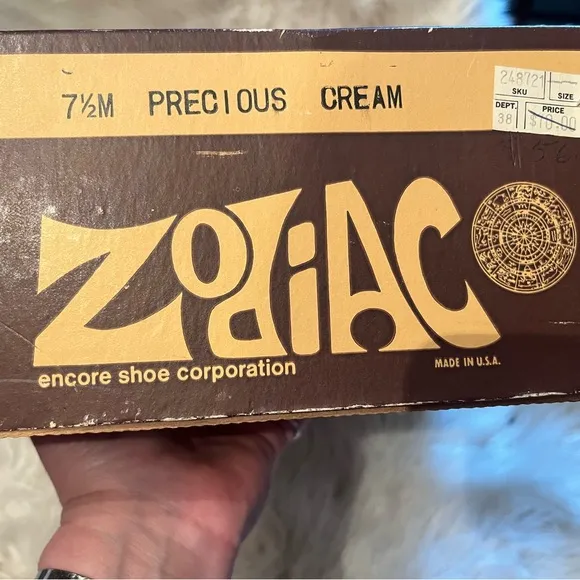 7½M PRECIOUS CREAM
248721
SKU SIZE
DEPT. PRICE
38 $10.00
ZODIAC
encore shoe corporation
MADE IN U.S.A.